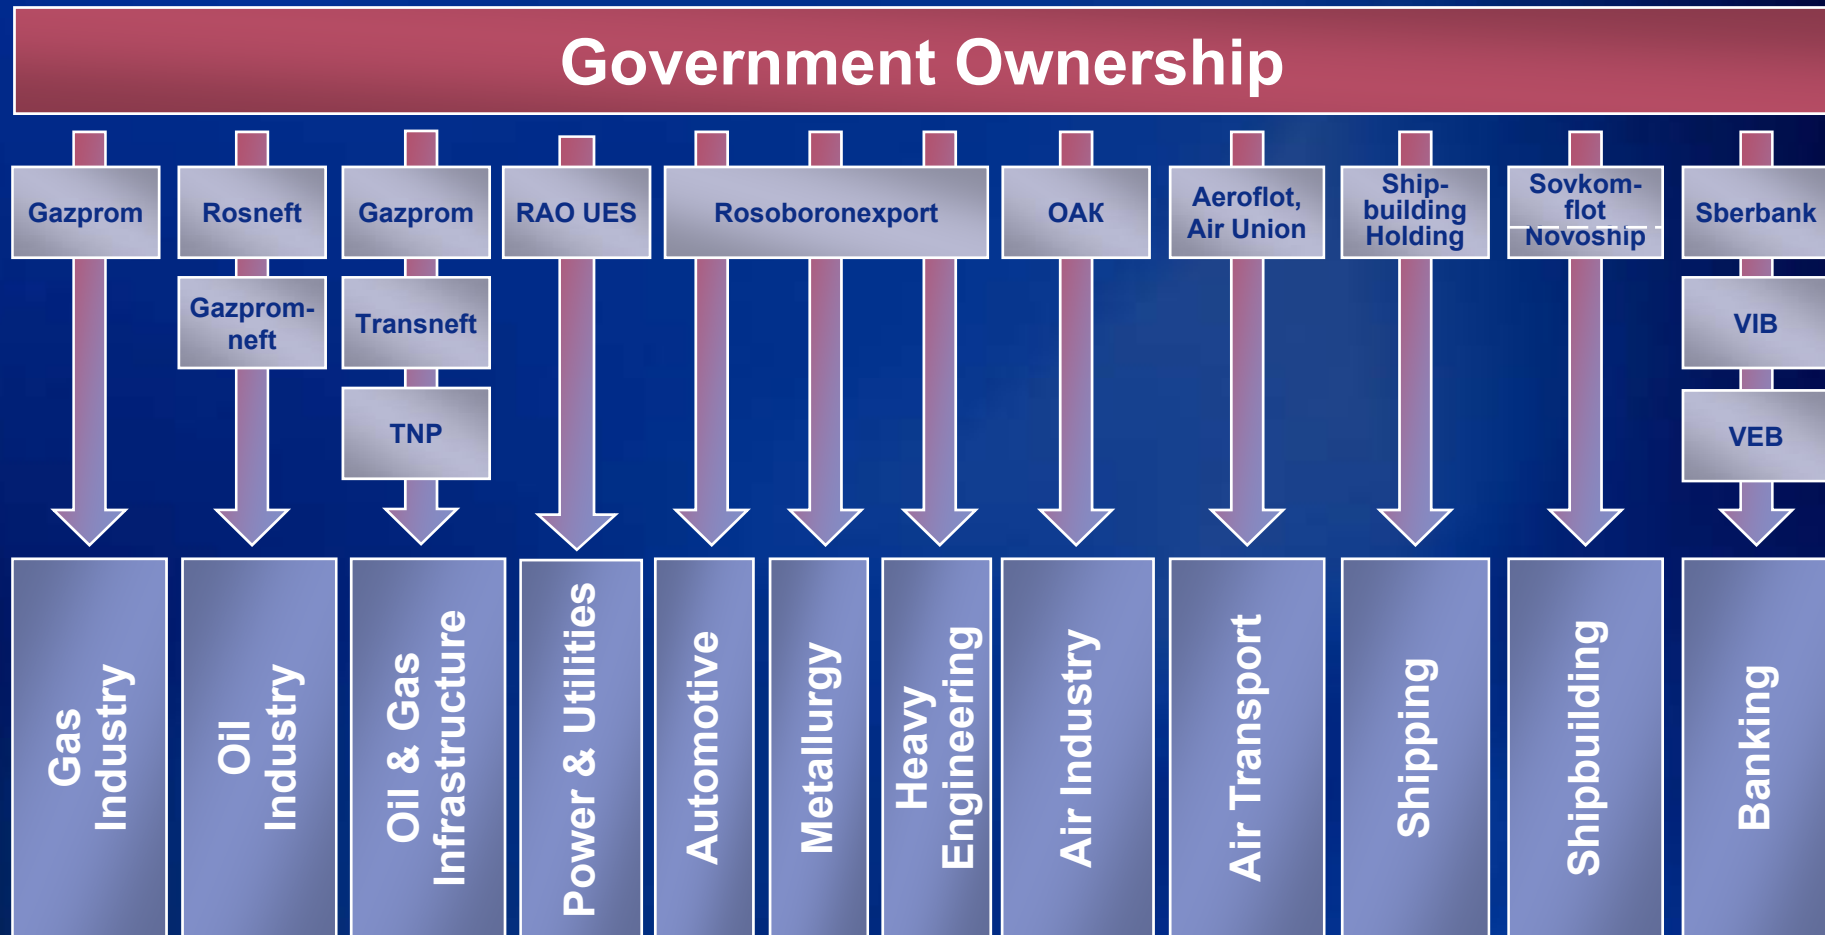 Government Ownership
Gazprom
Rosneft
Gazprom
RAO UES
Rosoboronexport
OAK
Aeroflot,
Air Union
Ship-
building
Holding
Sovkom-
flot
Novoship
Sberbank
Gazprom-
neft
Transneft
VIB
TNP
VEB
Gas
Industry
Oil
Industry
Oil & Gas
Infrastructure
Power & Utilities
Automotive
Metallurgy
Heavy
Engineering
Air Industry
Air Transport
Shipping
Shipbuilding
Banking